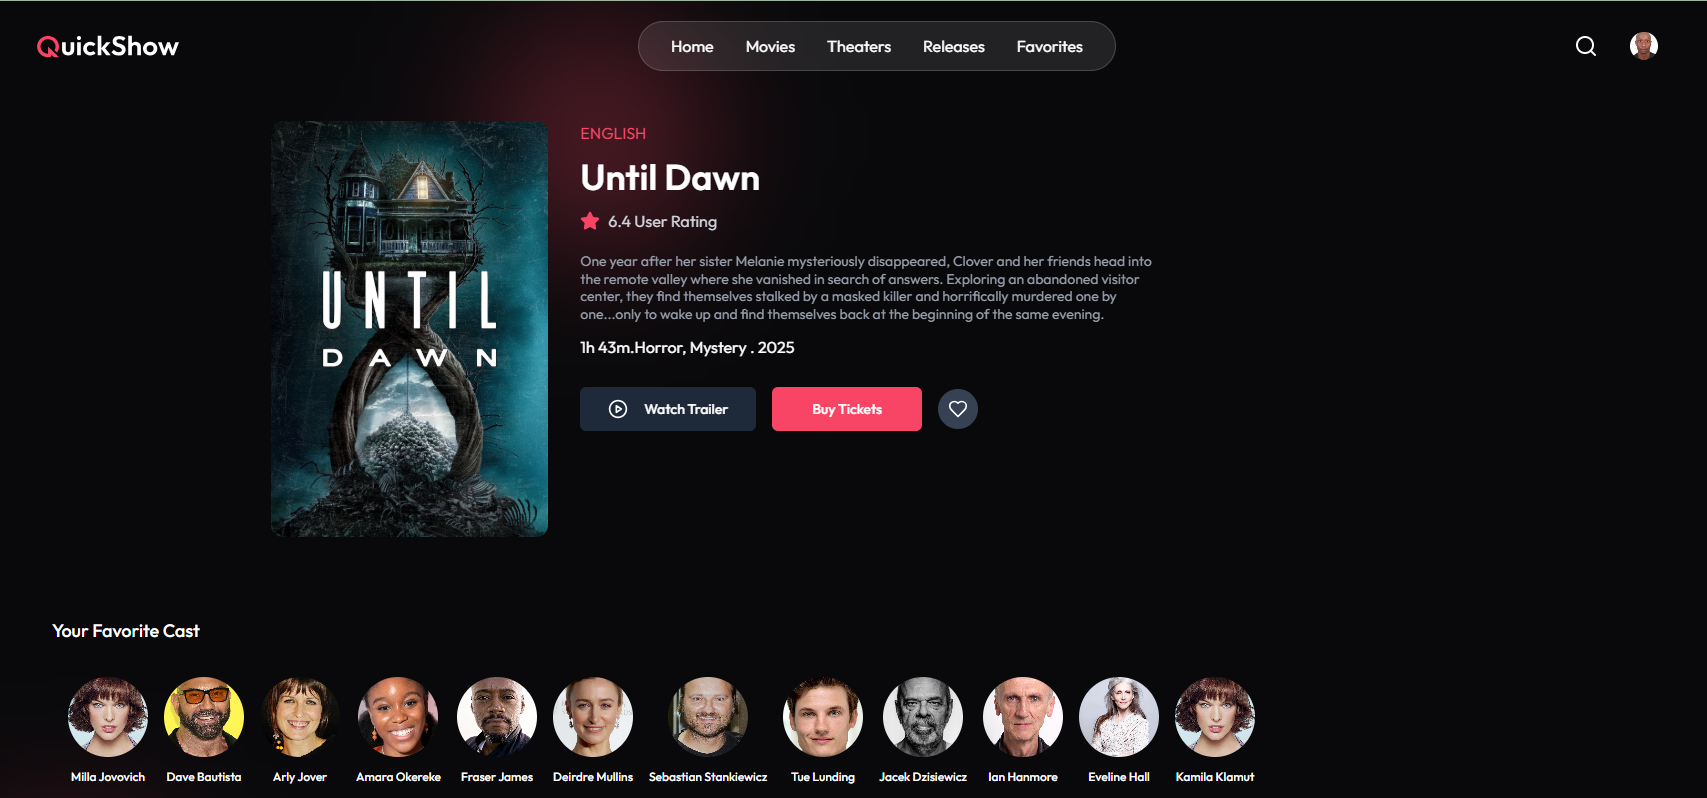 QuickShow
Home Movies Theaters Releases Favorites
UNTIL
DAWN
ENGLISH
Until Dawn
6.4 User Rating
One year after her sister Melanie mysteriously disappeared, Clover and her friends head into
the remote valley where she vanished in search of answers. Exploring an abandoned visitor
center, they find themselves stalked by a masked killer and horrifically murdered one by
one...only to wake up and find themselves back at the beginning of the same evening.
1h 43m.Horror, Mystery . 2025
Watch Trailer
Buy Tickets
Your Favorite Cast
Milla Jovovich Dave Bautista Arly Jover Amara Okereke Fraser James Deirdre Mullins Sebastian Stankiewicz Tue Lunding Jacek Dzisiewicz Ian Hanmore Eveline Hall Kamila Klamut